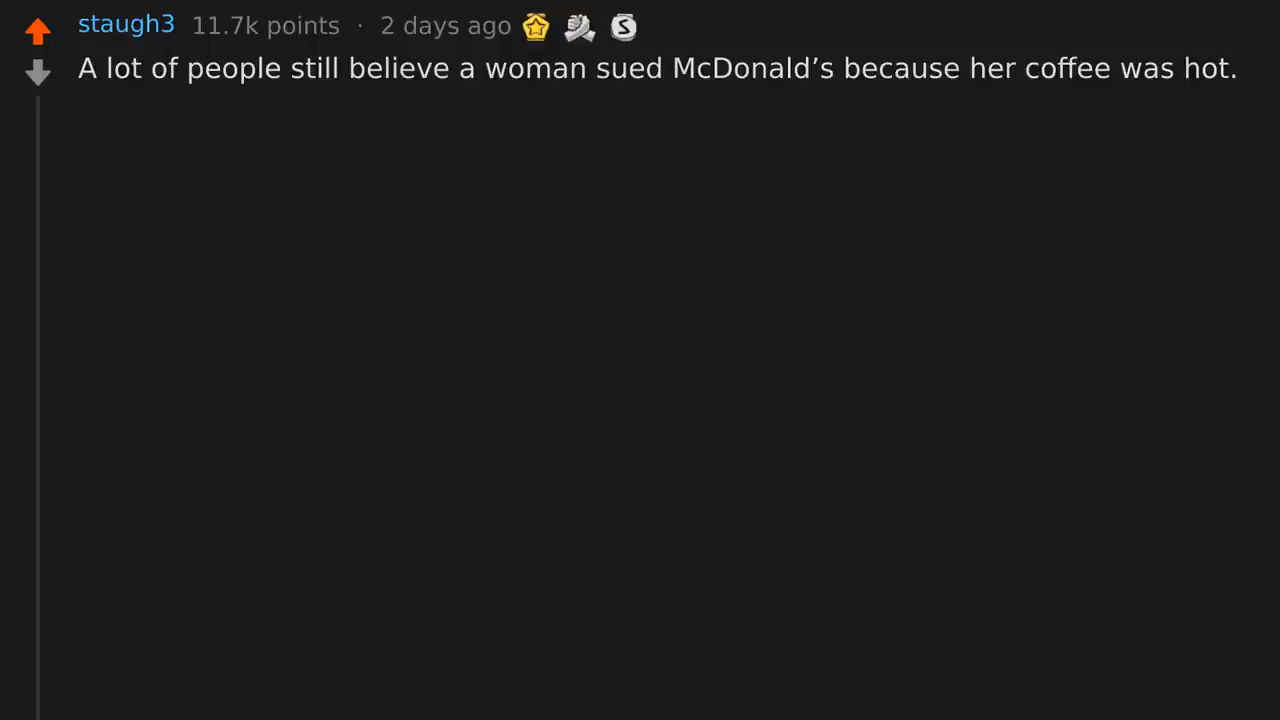 staugh3 11.7k points · 2 days ago
A lot of people still believe a woman sued McDonald’s because her coffee was hot.